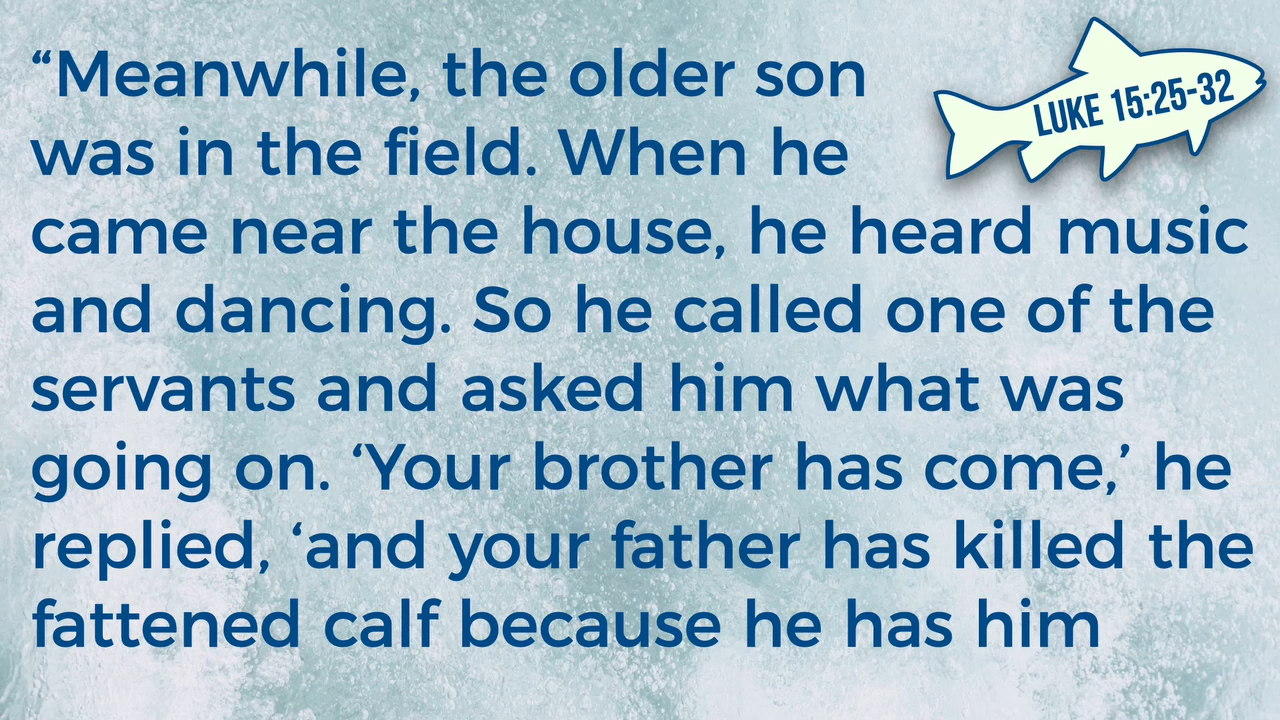 “Meanwhile, the older son
was in the field. When he
came near the house, he heard music
and dancing. So he called one of the
servants and asked him what was
going on. ‘Your brother has come,’ he
replied, ‘and your father has killed the
fattened calf because he has him
LUKE 15:25-32